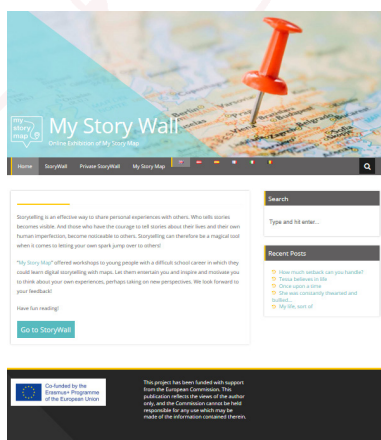 my
story
map
My Story Wall
Online Exhibition of My Story Map
Home StoryWall Private StoryWall My Story Map
Storyelling is an effective way to share personal experiences with others. Who tells stories
becomes visible. And those who have the courage to tell stories about their lives and their own
human imperfection, become noticeable to others. Storyelling can therefore be a magical tool
when it comes to letting your own spark jump over to others!
"My Story Map" offered workshops to young people with a difficult school career in which they
could learn digital storyelling with maps. Let them entertain you and inspire and motivate you
to think about your own experiences, perhaps taking on new perspectives. We look forward to
your feedback!
Have fun reading!
Go to StoryWall
Search
Type and hit enter...
Recent Posts
How much setback can you handle?
Tessa believes in life
Once upon a time
She was constantly thwarted and
bullied...
My life, sort of
Co-funded by the
Erasmus+ Programme
of the European Union
This project has been funded with support
from the European Commission. This
publication reflects the views of the author
only, and the Commission cannot be held
responsible for any use which may be
made of the information contained therein.